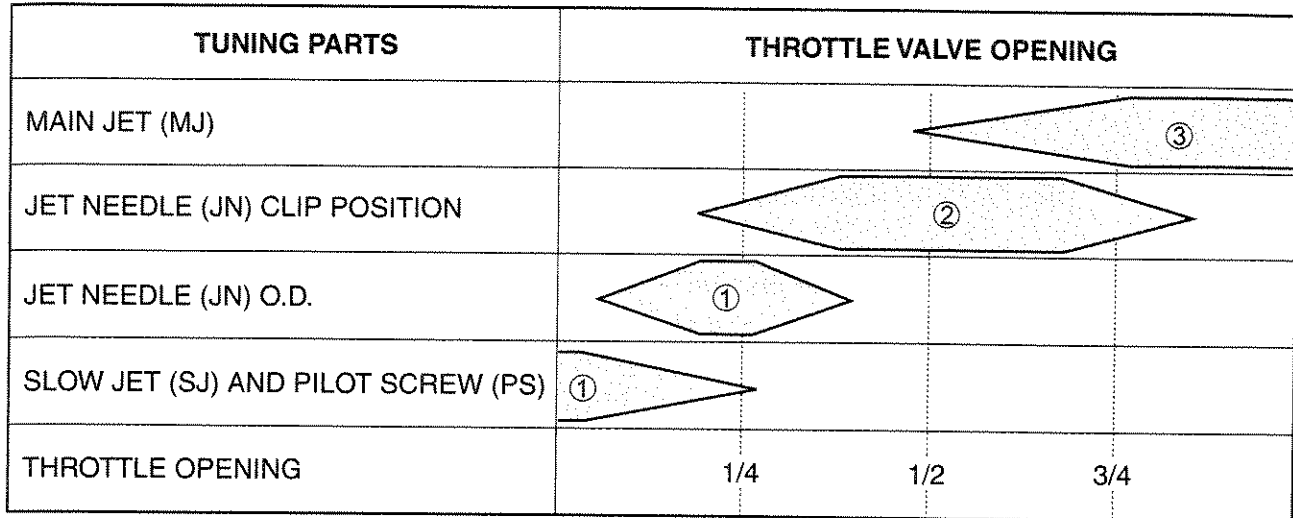 TUNING PARTS THROTTLE VALVE OPENING
MAIN JET (MJ) ③
JET NEEDLE (JN) CLIP POSITION ②
JET NEEDLE (JN) O.D. ①
SLOW JET (SJ) AND PILOT SCREW (PS) ①
THROTTLE OPENING 1/4 1/2 3/4